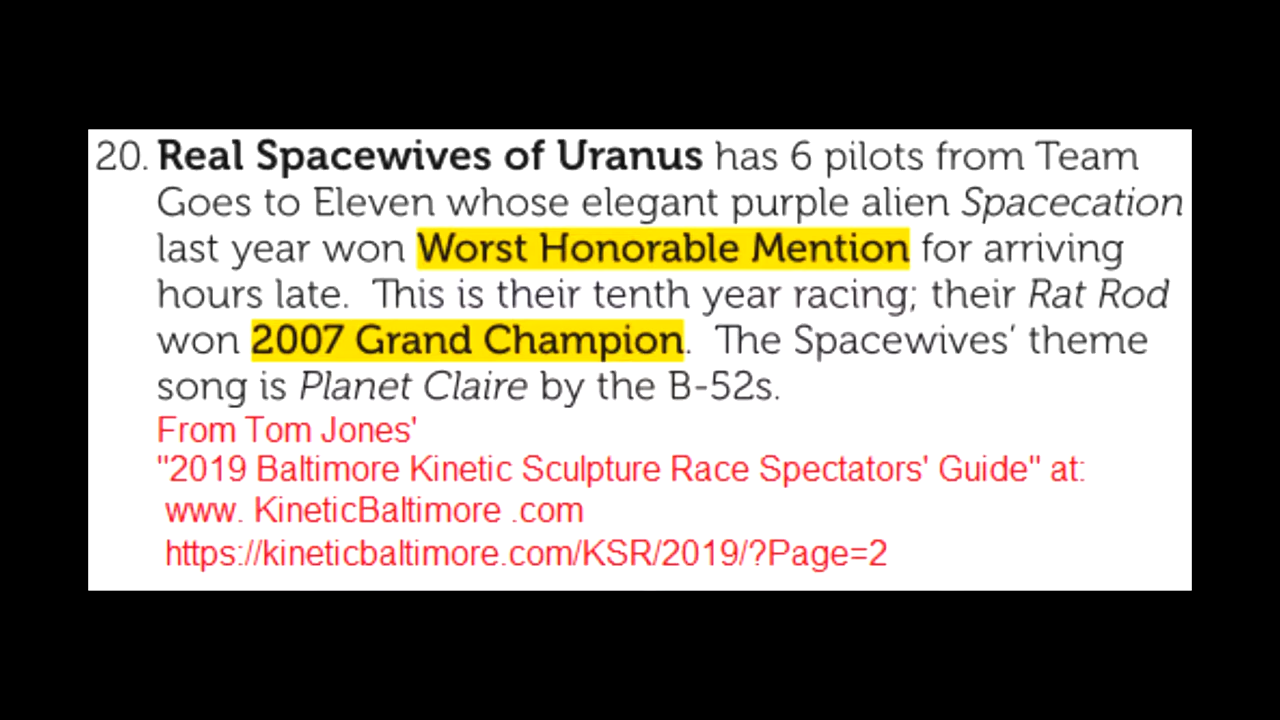 20. Real Spacewives of Uranus has 6 pilots from Team
Goes to Eleven whose elegant purple alien Spacecation
last year won Worst Honorable Mention for arriving
hours late.  This is their tenth year racing; their Rat Rod
won 2007 Grand Champion.  The Spacewives’ theme
song is Planet Claire by the B-52s.
From Tom Jones'
"2019 Baltimore Kinetic Sculpture Race Spectators' Guide" at:
www. KineticBaltimore .com
https://kineticbaltimore.com/KSR/2019/?Page=2